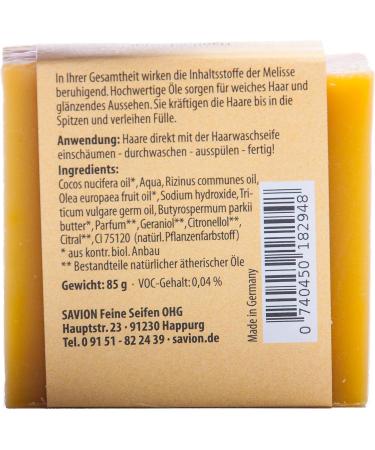 In Ihrer Gesamtheit wirken die Inhaltsstoffe der Melisse
beruhigend. Hochwertige Öle sorgen für weiches Haar und
glänzendes Aussehen. Sie kräftigen die Haare bis in die
Spitzen und verleihen Fülle.
Anwendung: Haare direkt mit der Haarwaschseife
einschäumen - durchwaschen - ausspülen - fertig!
Ingredients:
Cocos nucifera oil*, Aqua, Rizinus communes oil,
Olea europaea fruit oil*, Sodium hydroxide, Tri-
ticum vulgare germ oil, Butyrospermum parkii
butter*, Parfum**, Geraniol**, Citronellol**,
Citral**, CI 75120 (natürl. Pflanzenfarbstoff)
* aus kontr. biol. Anbau
** Bestandteile natürlicher ätherischer Öle
Gewicht: 85 g · VOC-Gehalt: 0,04 %
SAVION Feine Seifen OHG
Hauptstr. 23 · 91230 Happurg
Tel. 0 91 51 - 82 24 39 · savion.de
Made in Germany
0 740450 182948